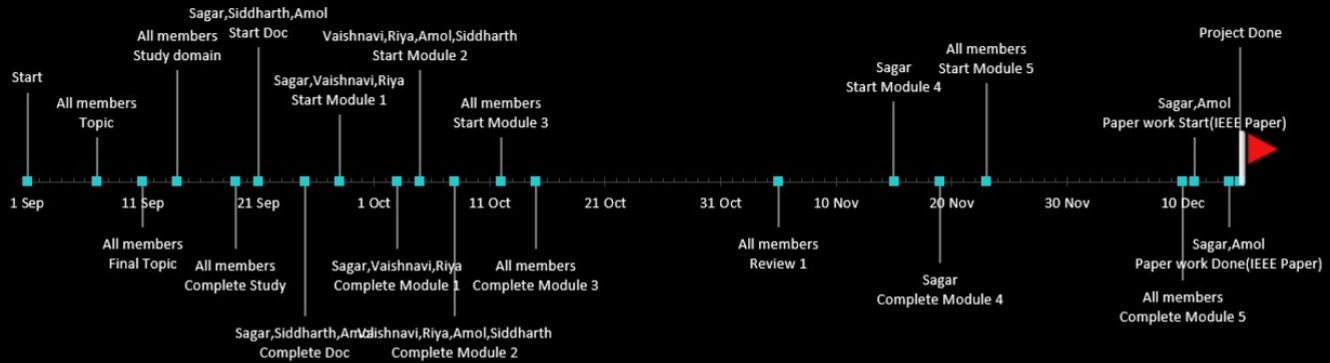 Sagar,Siddharth,Amol
Start Doc
All members
Study domain
Vaishnavi,Riya,Amol,Siddharth
Start Module 2
Project Done
Start
All members
Topic
Sagar,Vaishnavi,Riya
Start Module 1
All members
Start Module 3
Sagar
Start Module 4
All members
Start Module 5
Sagar,Amol
Paper work Start(IEEE Paper)
1 Sep
11 Sep
21 Sep
1 Oct
11 Oct
21 Oct
31 Oct
10 Nov
20 Nov
30 Nov
10 Dec
All members
Final Topic
All members
Complete Study
Sagar,Vaishnavi,Riya
Complete Module 1
All members
Complete Module 3
All members
Review 1
Sagar
Complete Module 4
Sagar,Amol
Paper work Done(IEEE Paper)
All members
Complete Module 5
Sagar,Siddharth,Amol
Complete Doc
Vaishnavi,Riya,Amol,Siddharth
Complete Module 2